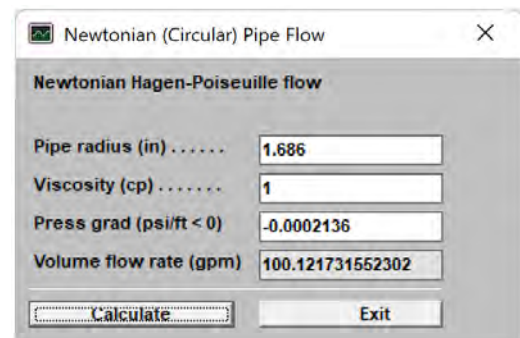 Newtonian (Circular) Pipe Flow
Newtonian Hagen-Poiseuille flow
Pipe radius (in) . . . . . . 1.686
Viscosity (cp) . . . . . . . 1
Press grad (psi/ft < 0) -0.0002136
Volume flow rate (gpm) 100.121731552302
Calculate Exit